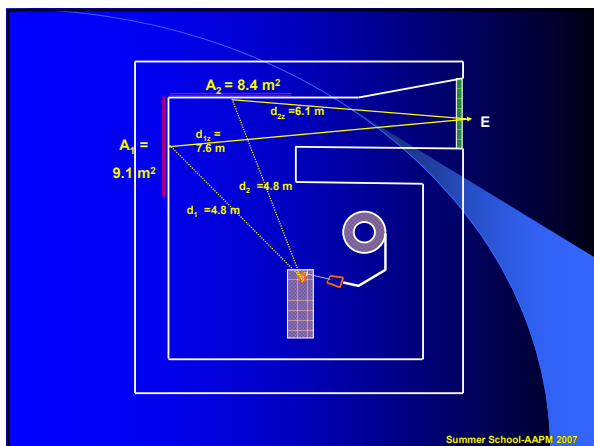 A₂ = 8.4 m²
d₂z =6.1 m
E
d₁z =
7.6 m
A₁ =
9.1 m²
d₂ =4.8 m
d₁ =4.8 m
Summer School-AAPM 2007